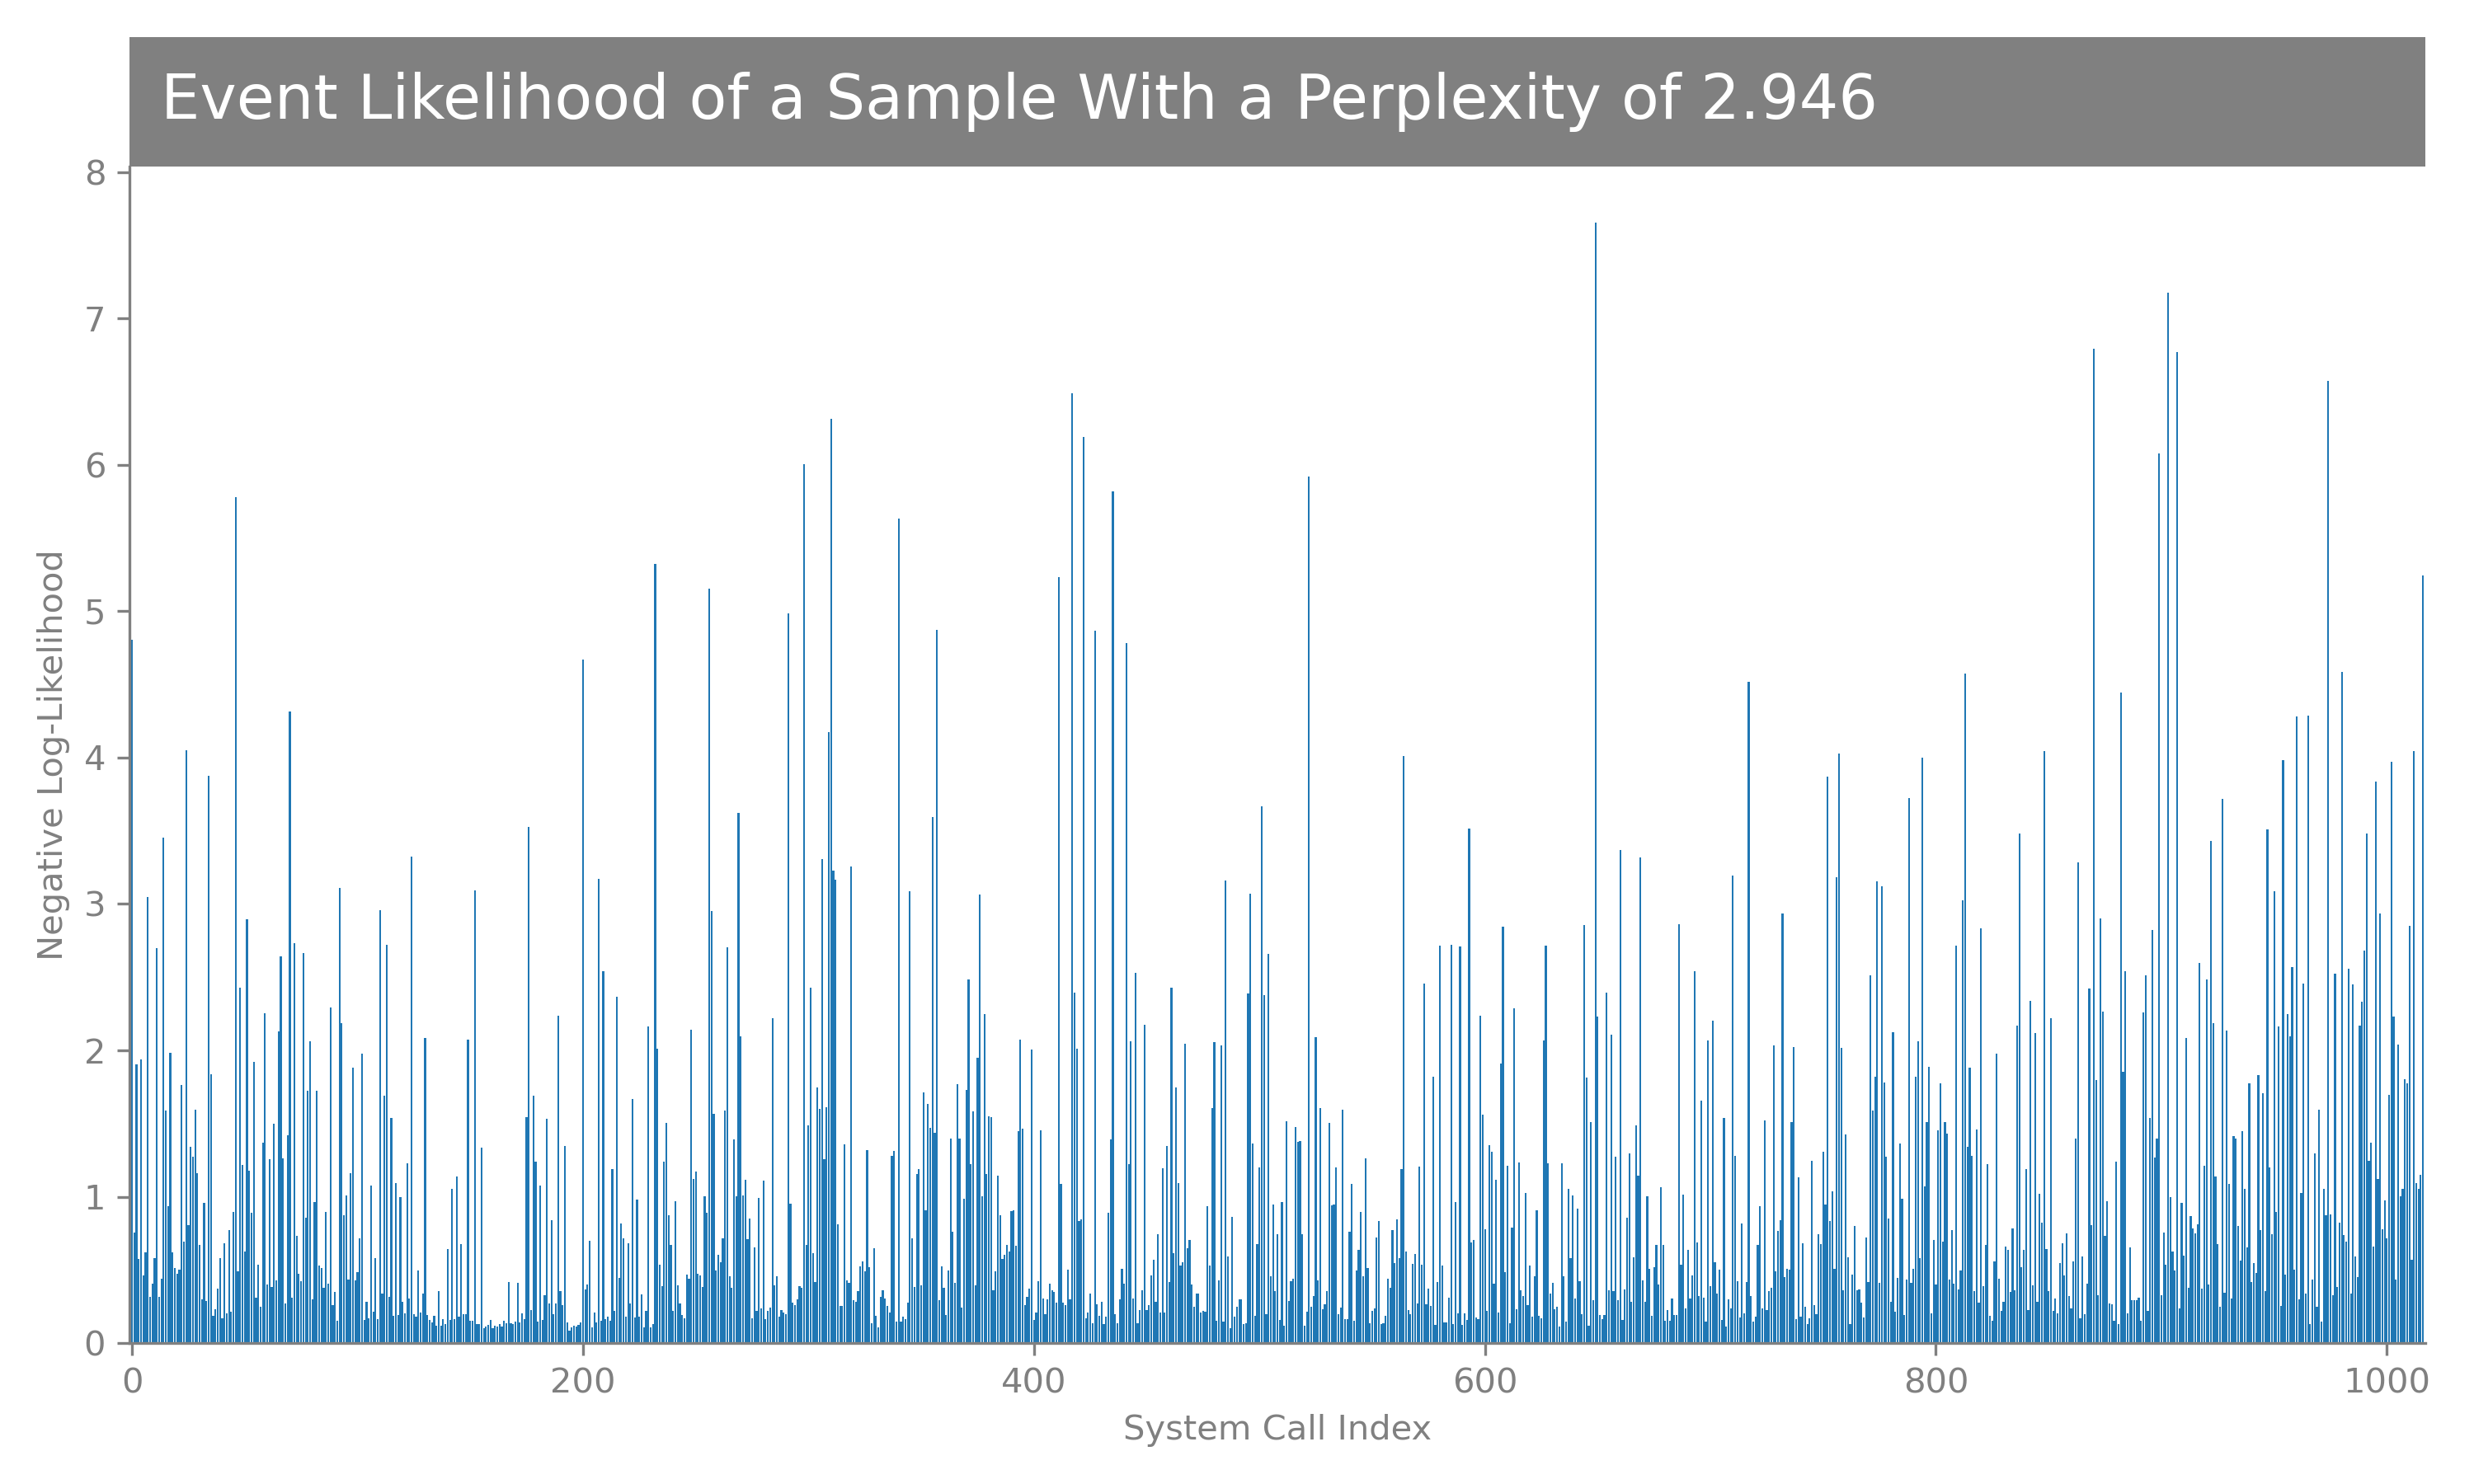 Event Likelihood of a Sample With a Perplexity of 2.946
8
7
6
5
4
3
2
1
0
Negative Log-Likelihood
0 200 400 600 800 1000
System Call Index